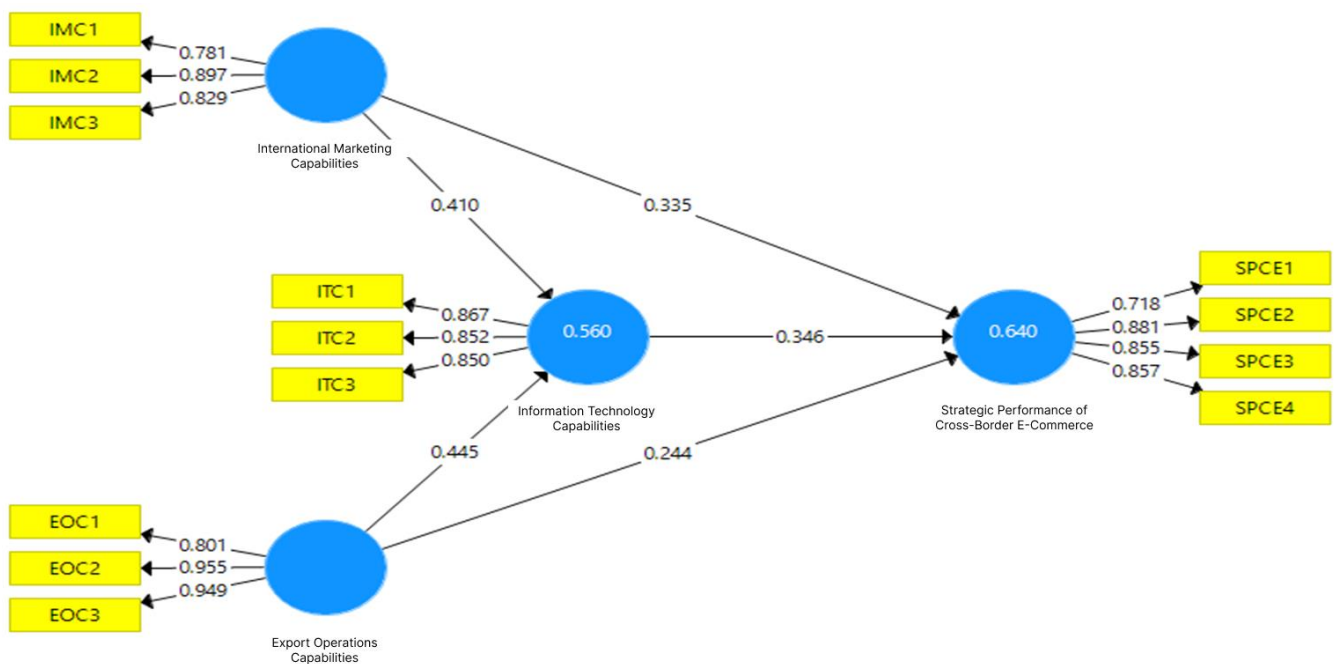 IMC1
0.781
IMC2
0.897
IMC3
0.829
International Marketing
Capabilities
0.410
0.335
ITC1
0.867
ITC2
0.852
ITC3
0.850
0.560
Information Technology
Capabilities
0.346
0.640
Strategic Performance of
Cross-Border E-Commerce
SPCE1
0.718
SPCE2
0.881
SPCE3
0.855
SPCE4
0.857
0.445
0.244
EOC1
0.801
EOC2
0.955
EOC3
0.949
Export Operations
Capabilities